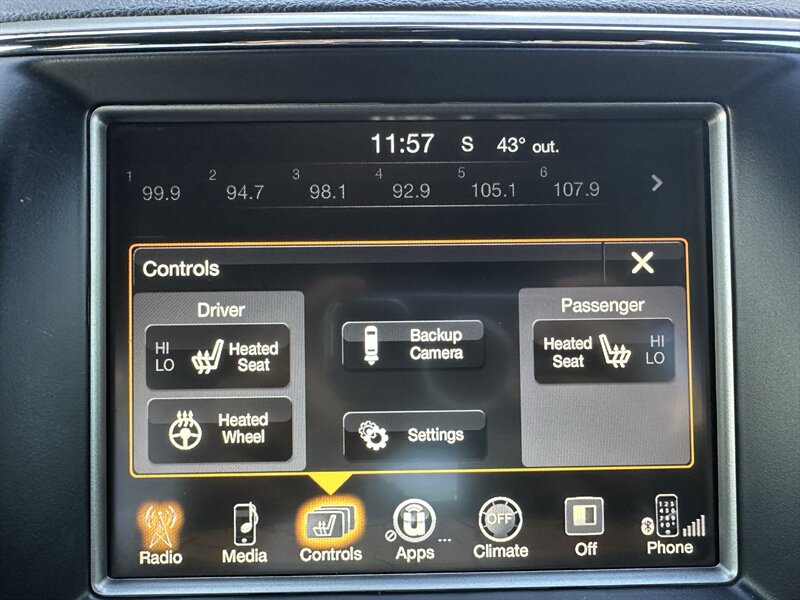 11:57 S 43° out.
1 99.9 2 94.7 3 98.1 4 92.9 5 105.1 6 107.9
Controls
Driver
HI
LO
Heated
Seat
Heated
Wheel
Backup
Camera
Settings
Passenger
Heated
Seat
HI
LO
OFF
Radio Media Controls Apps ... Climate Off Phone